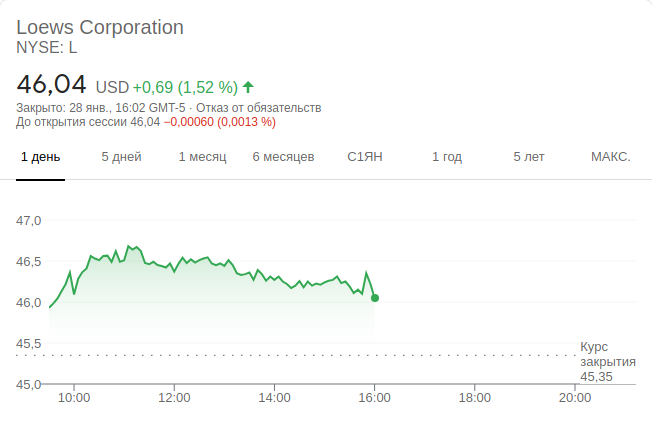 Loews Corporation
NYSE: L
46,04 USD +0,69 (1,52 %)
Закрыто: 28 янв., 16:02 GMT-5 · Отказ от обязательств
До открытия сессии 46,04 −0,00060 (0,0013 %)
1 день 5 дней 1 месяц 6 месяцев С1ЯН 1 год 5 лет МАКС.
47,0
46,5
46,0
45,5
Курс
закрытия
45,35
45,0
10:00 12:00 14:00 16:00 18:00 20:00